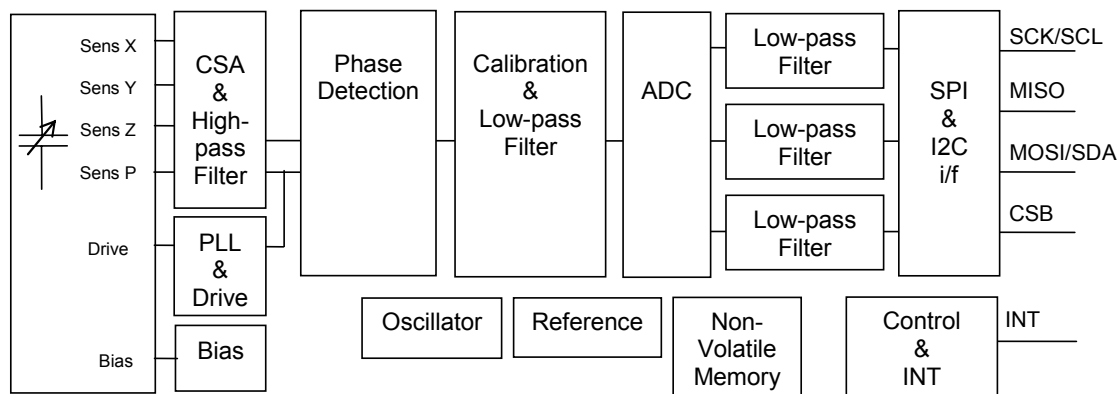 Sens X
Sens Y
Sens Z
Sens P
Drive
Bias
CSA
&
High-
pass
Filter
PLL
&
Drive
Bias
Phase
Detection
Calibration
&
Low-pass
Filter
ADC
Low-pass
Filter
Low-pass
Filter
Low-pass
Filter
SPI
&
I2C
i/f
SCK/SCL
MISO
MOSI/SDA
CSB
Oscillator
Reference
Non-
Volatile
Memory
Control
&
INT
INT